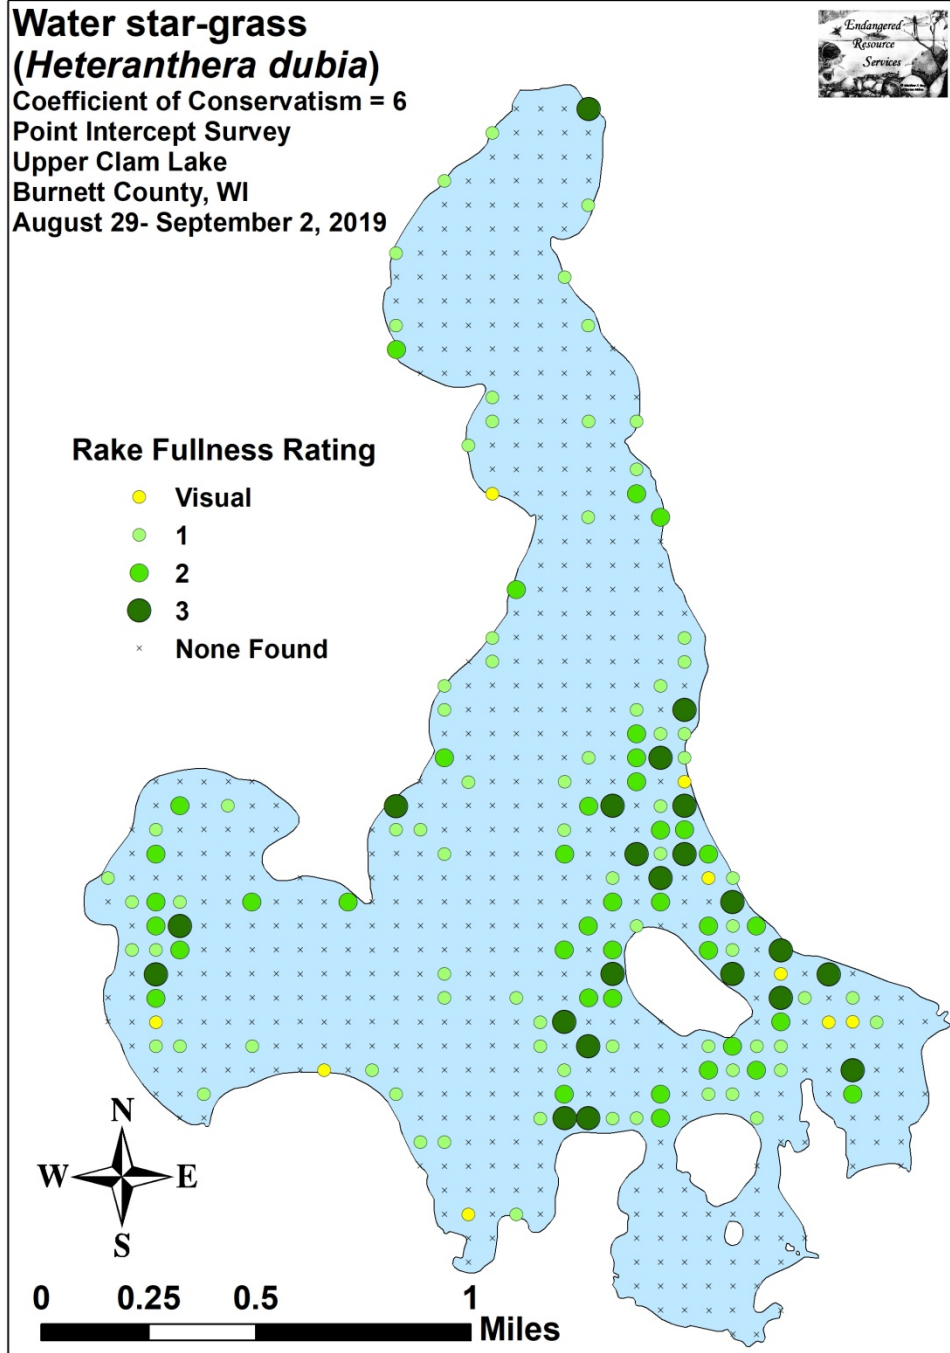 Water star-grass
(Heteranthera dubia)
Coefficient of Conservatism = 6
Point Intercept Survey
Upper Clam Lake
Burnett County, WI
August 29- September 2, 2019
Endangered
Resource
Services
Rake Fullness Rating
Visual
1
2
3
None Found
N
W E
S
0 0.25 0.5 1
Miles